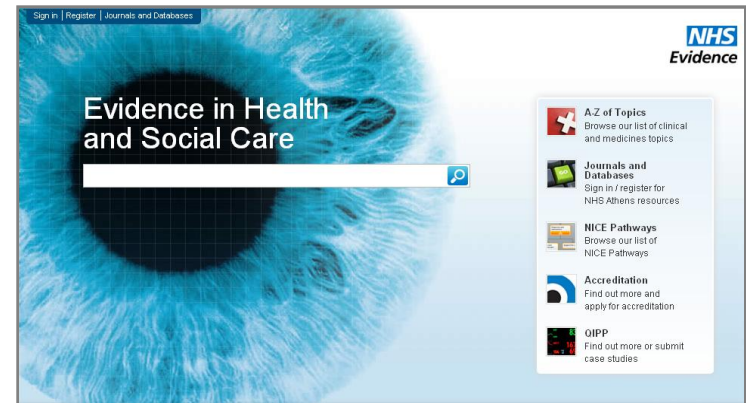 Sign in | Register | Journals and Databases
NHS
Evidence
Evidence in Health
and Social Care
A-Z of Topics
Browse our list of clinical
and medicines topics
Journals and
Databases
Sign in / register for
NHS Athens resources
NICE Pathways
Browse our list of
NICE Pathways
Accreditation
Find out more and
apply for accreditation
QIPP
Find out more or submit
case studies